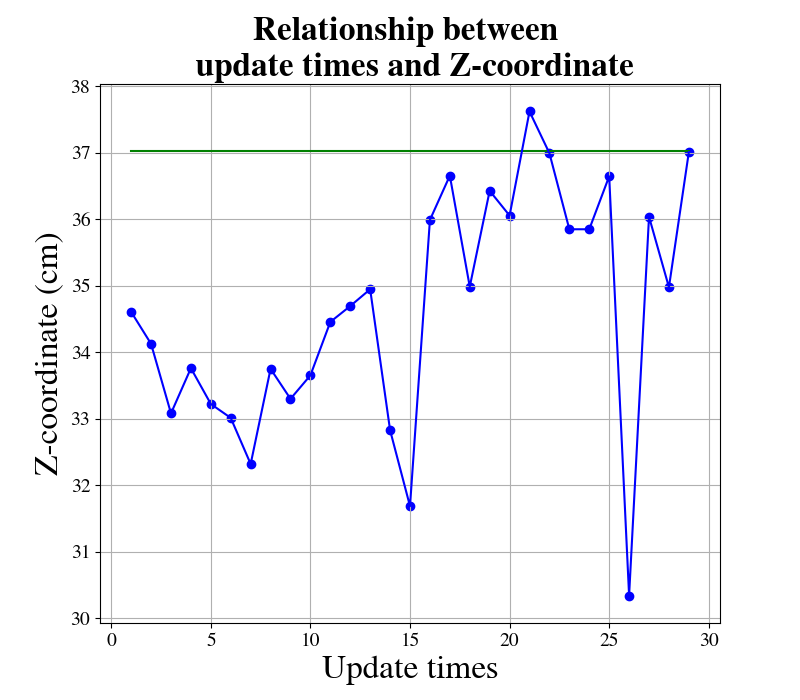 Relationship between
update times and Z-coordinate
Z-coordinate (cm)
38
37
36
35
34
33
32
31
30
0 5 10 15 20 25 30
Update times